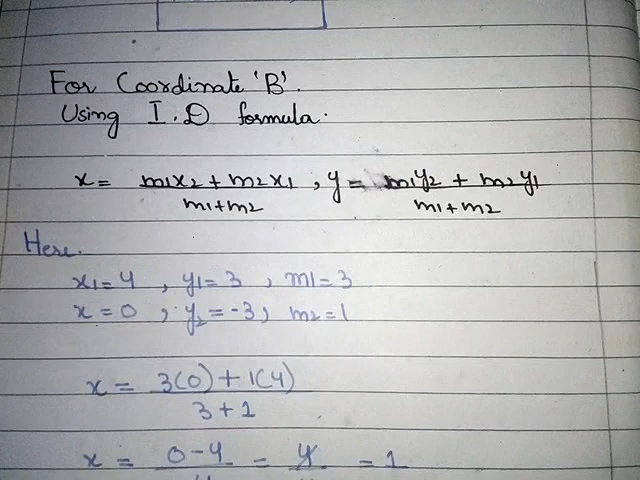 For Coordinate 'B'.
Using I.D formula.
x = m1x2 + m2x1 / m1+m2 , y = m1y2 + m2y1 / m1+m2
Here.
x1=4 , y1=3 , m1=3
x=0 , y2=-3, m2=1
x = 3(0)+1(4) / 3+1
x = 0-4 / 4 = 4 = 1